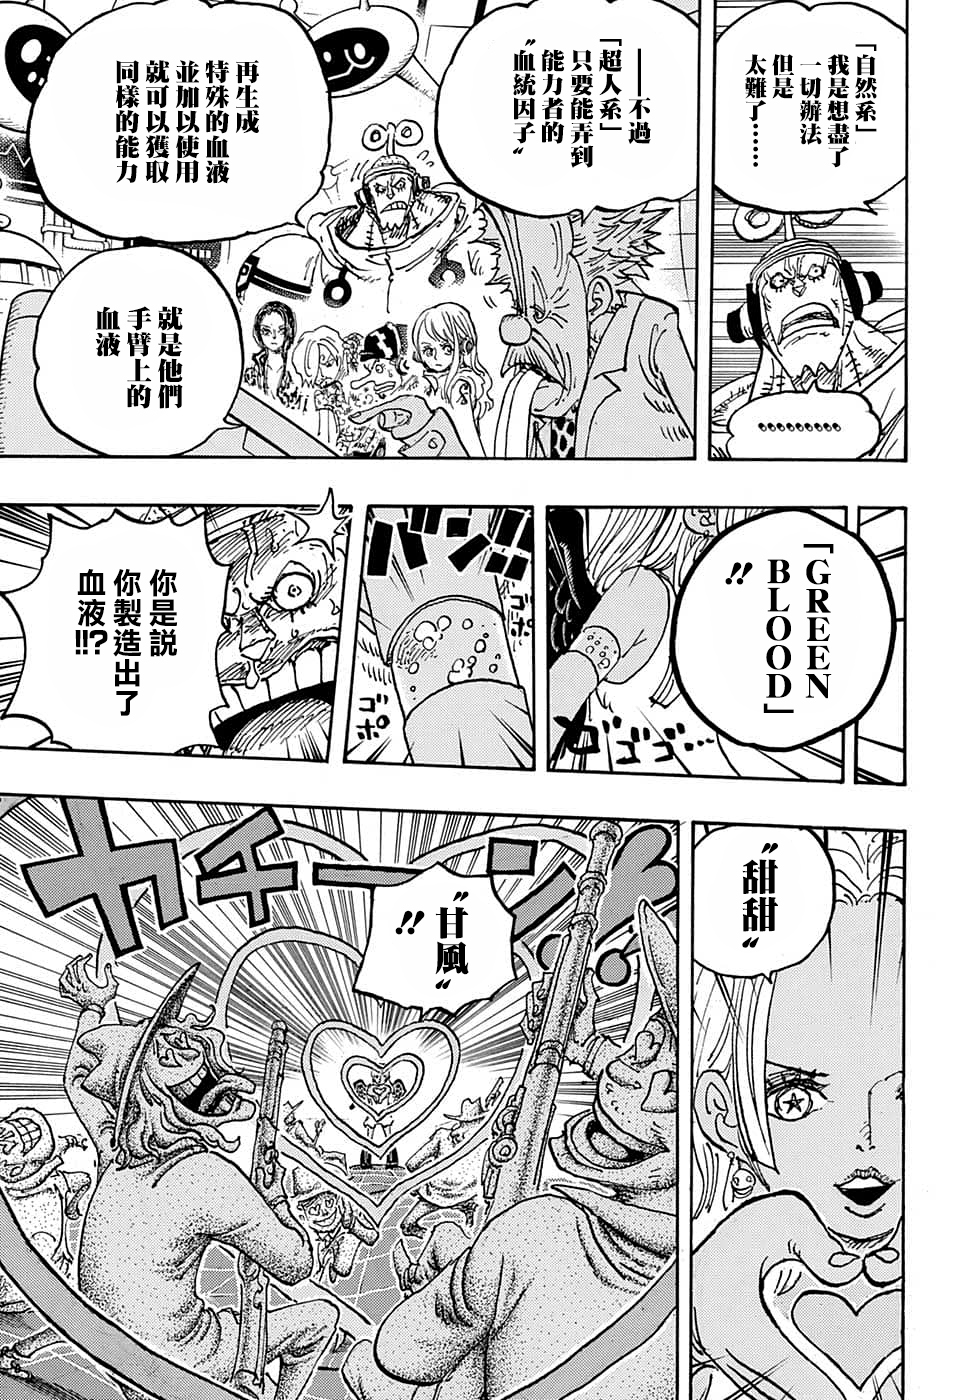 「自然系」
我是想盡了
一切辦法
但是
太難了……
——不過
「超人系」
只要能弄到
能力者的
〝血統因子〞
再生成
特殊的血液
並加以使用
就可以獲取
同樣的能力
就是他們
手臂上的
血液
…………
「GREEN
BLOOD」
!!
ゴゴゴゴ
バン!!
ゴポ
ゴポ
你是説
你製造出了
血液!!?
〝甜甜〞
〝甘風〞
!!
カチーン